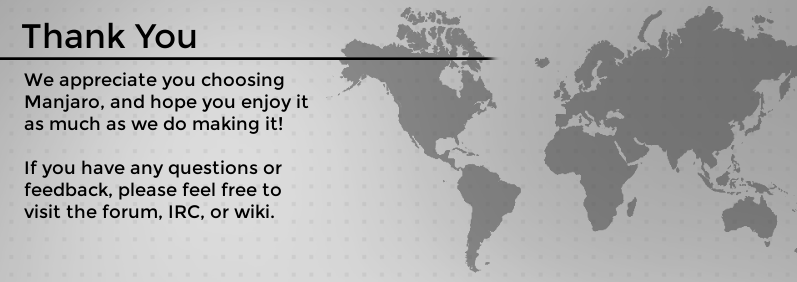 Thank You
We appreciate you choosing
Manjaro, and hope you enjoy it
as much as we do making it!
If you have any questions or
feedback, please feel free to
visit the forum, IRC, or wiki.